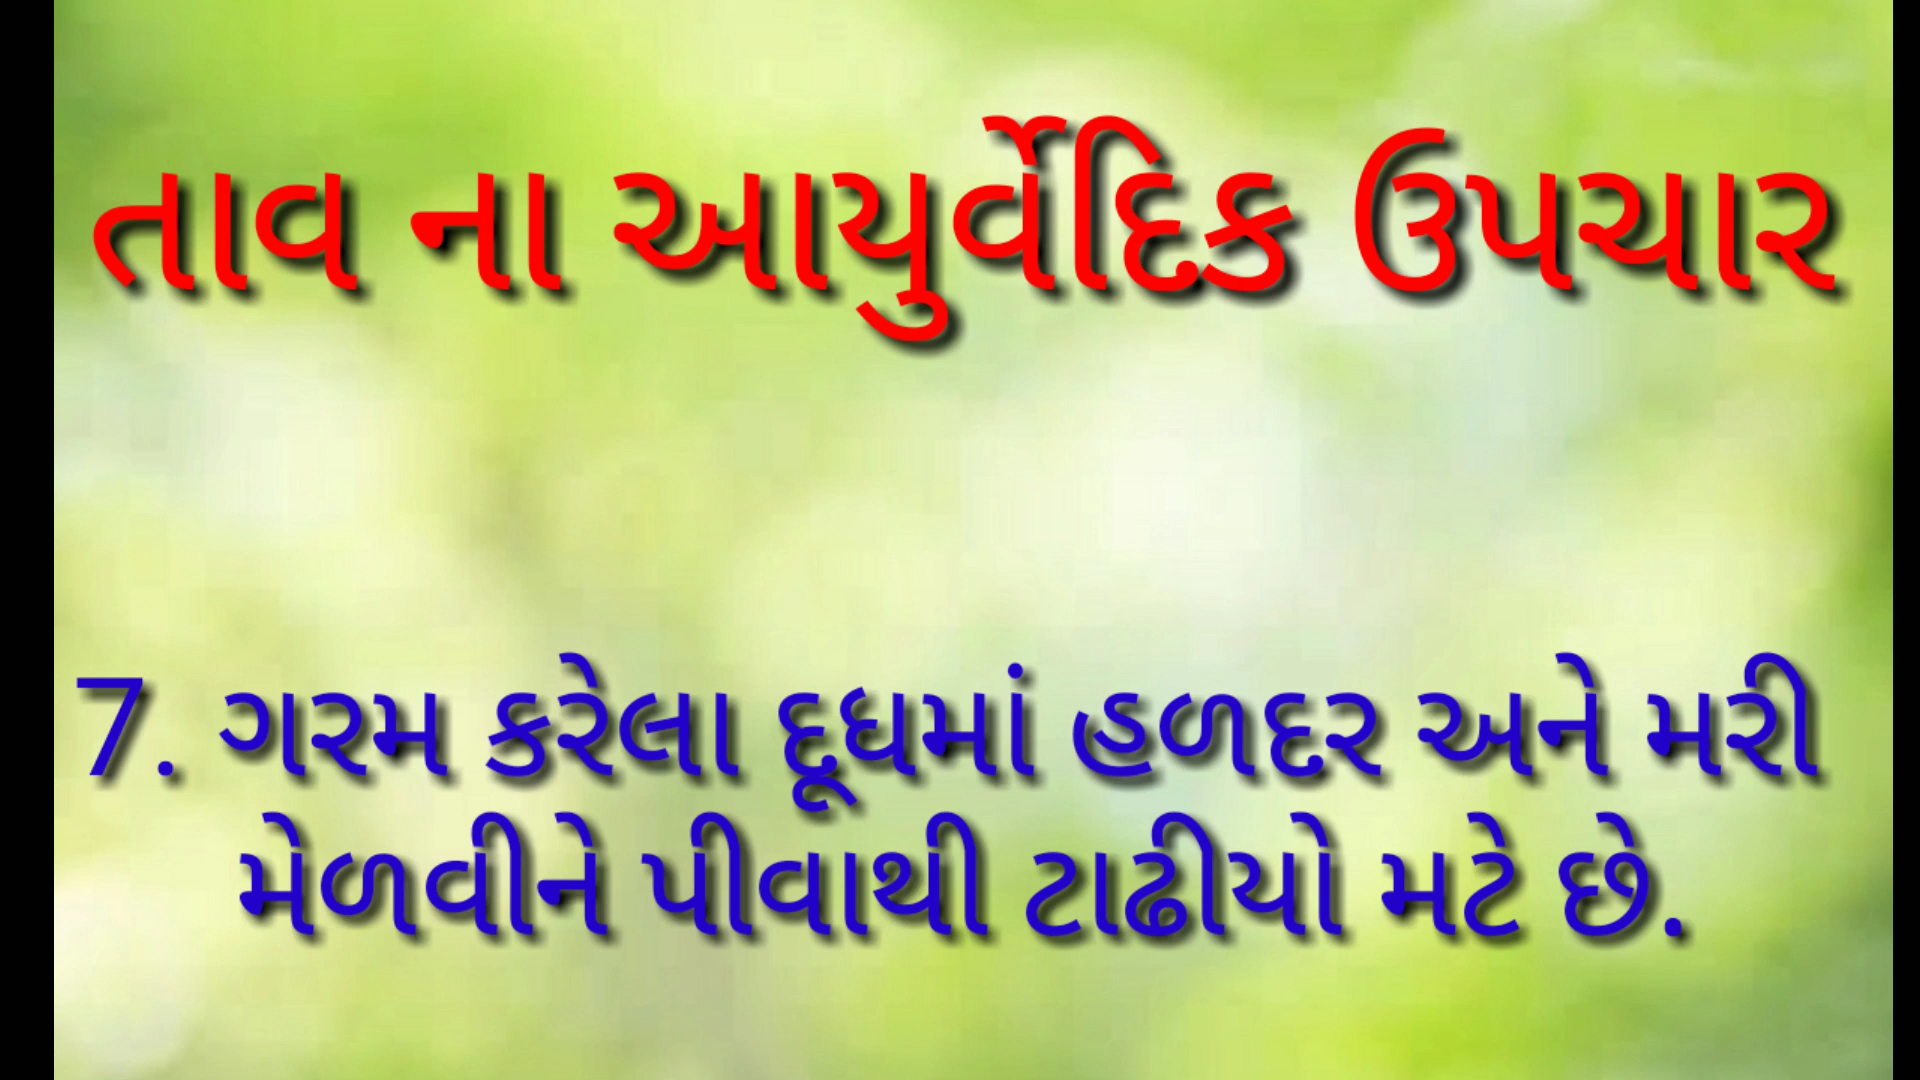 તાવ ના આયુર્વેદિક ઉપચાર
7. ગરમ કરેલા દૂધમાં હળદર અને મરી
મેળવીને પીવાથી ટાઢીયો મટે છે.